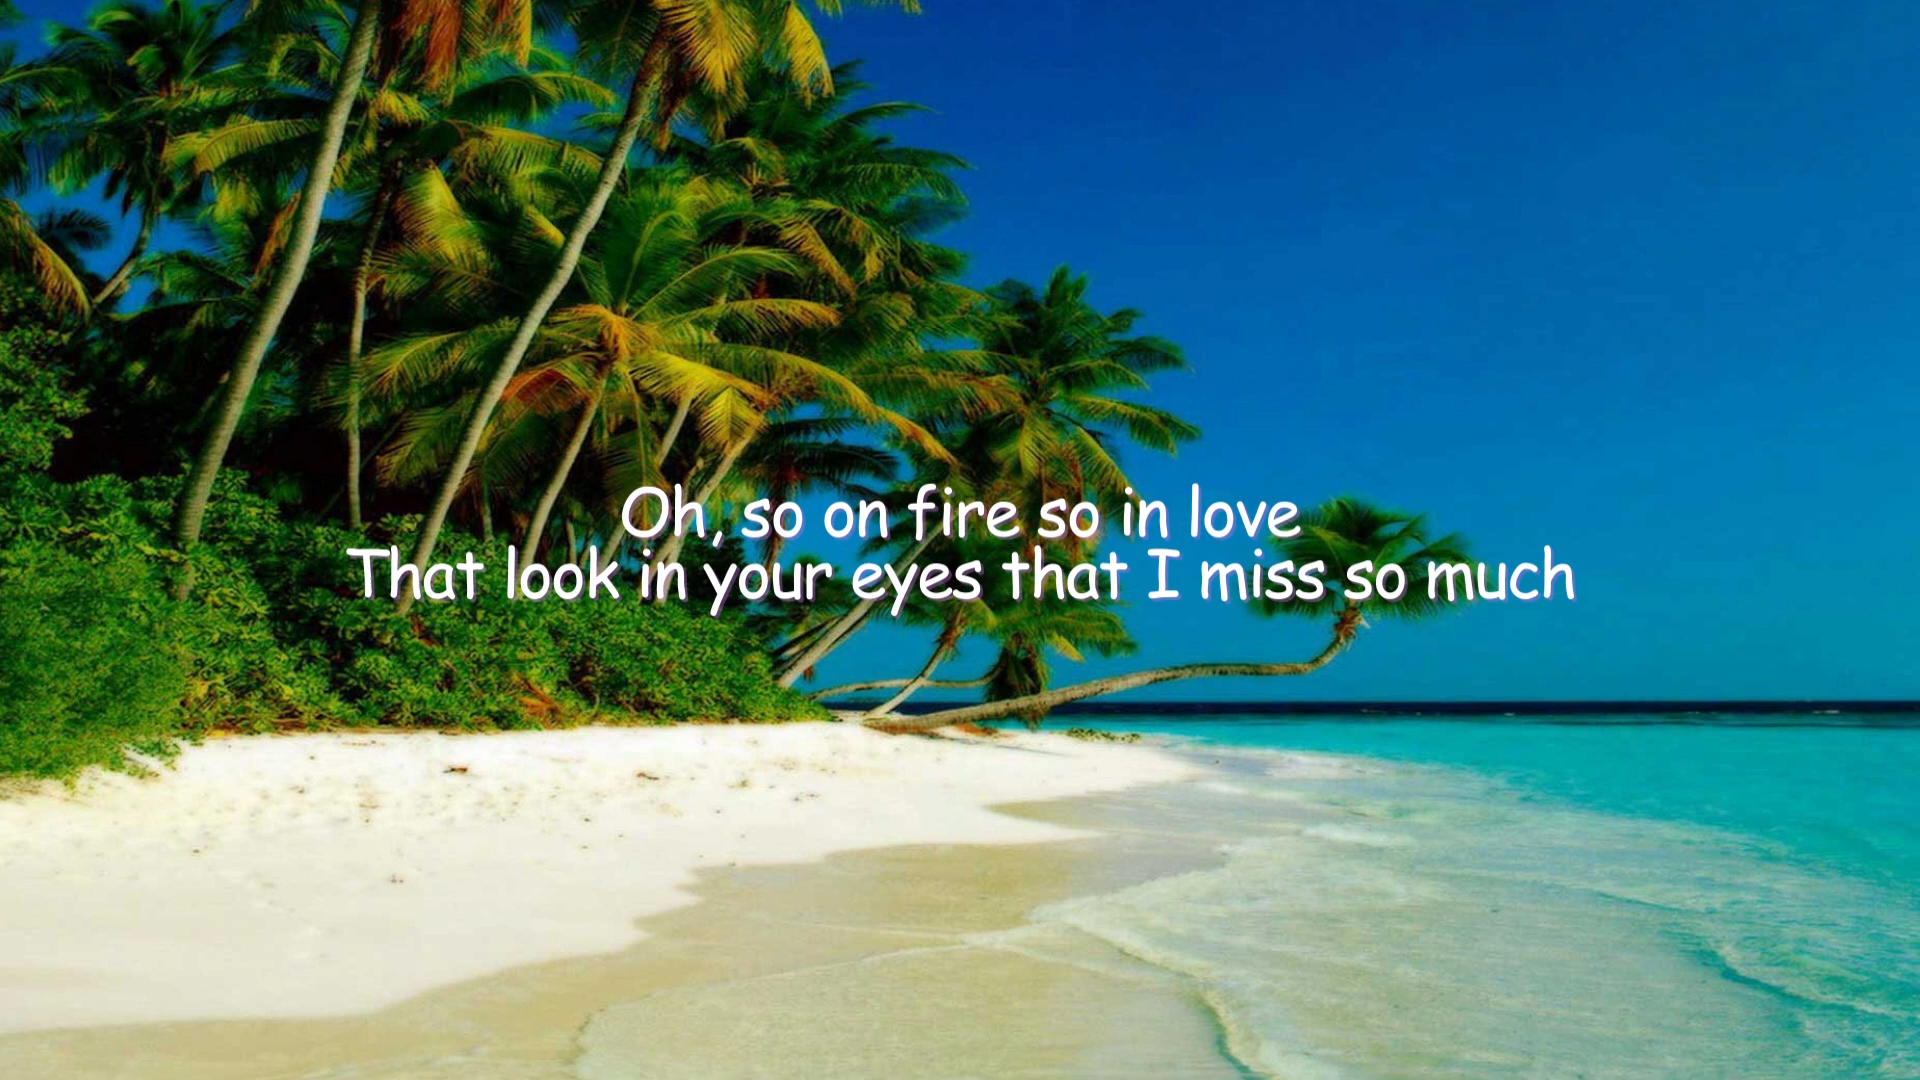 Oh, so on fire so in love
That look in your eyes that I miss so much